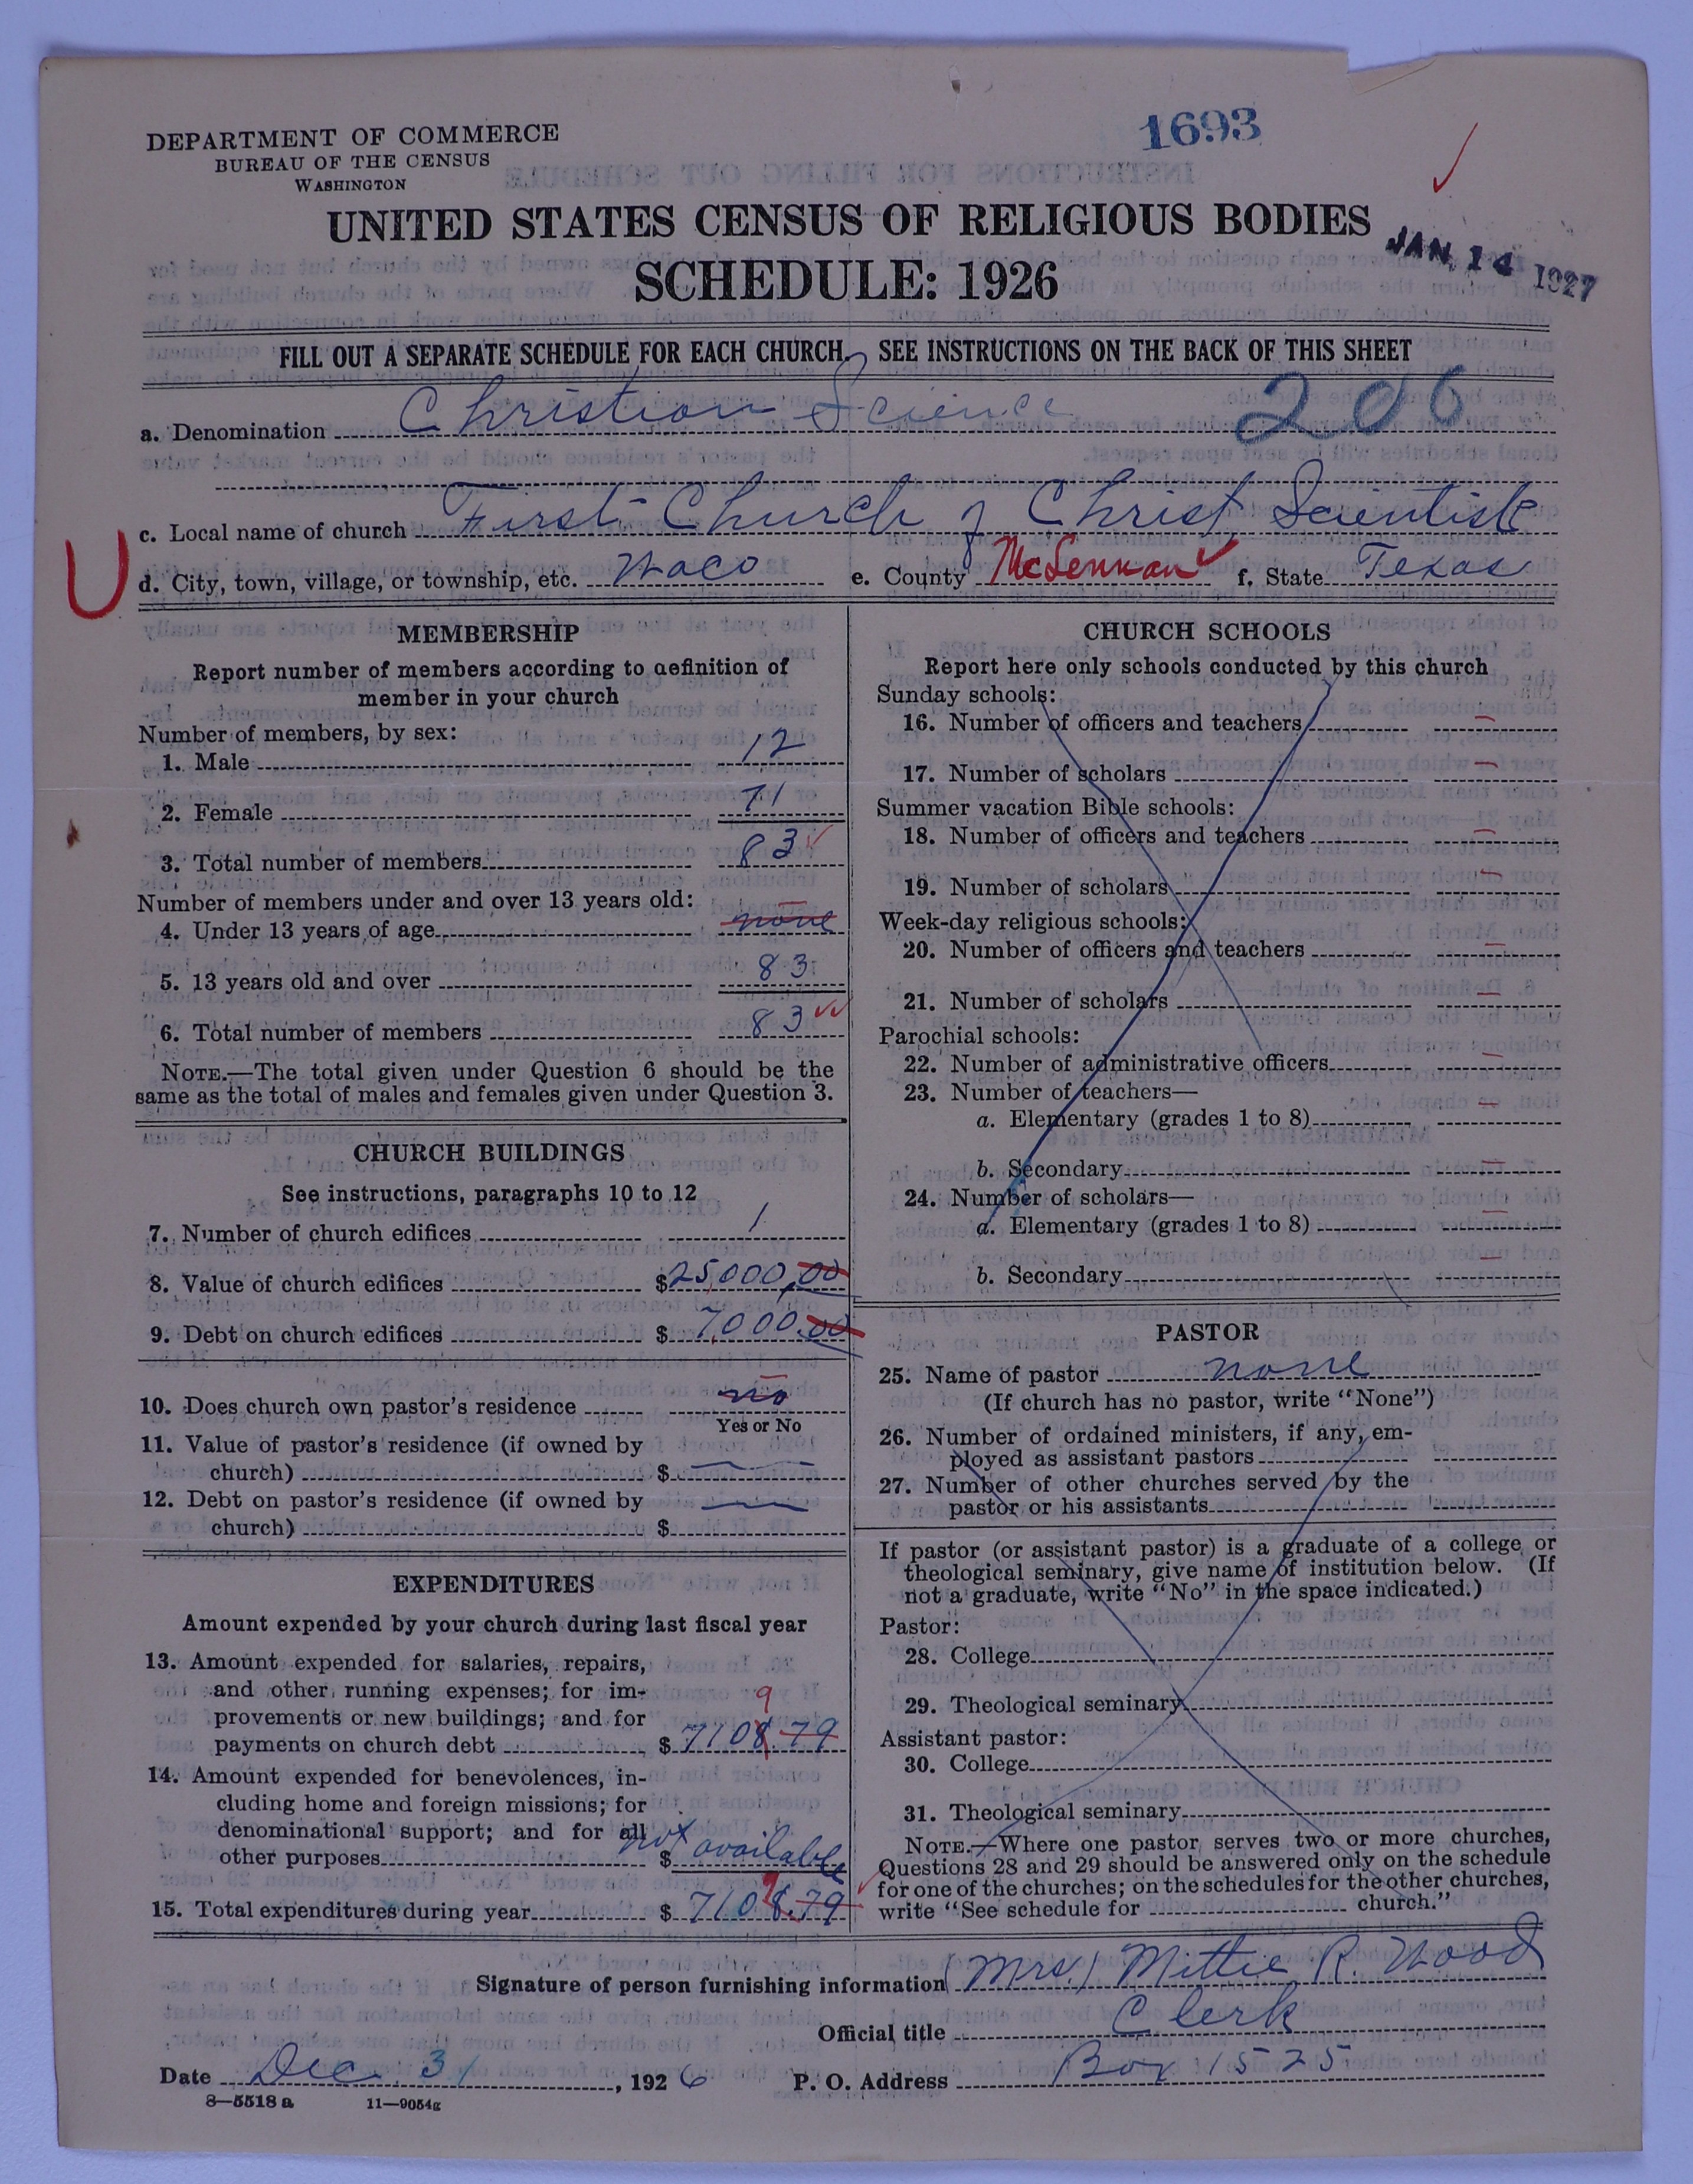 DEPARTMENT OF COMMERCE
BUREAU OF THE CENSUS
WASHINGTON
1693
UNITED STATES CENSUS OF RELIGIOUS BODIES
SCHEDULE: 1926
JAN. 14 1927
FILL OUT A SEPARATE SCHEDULE FOR EACH CHURCH. SEE INSTRUCTIONS ON THE BACK OF THIS SHEET
a. Denomination Christian Science 206
c. Local name of church First Church of Christ Scientist
U
d. City, town, village, or township, etc. Waco e. County McLennan f. State Texas
MEMBERSHIP
Report number of members according to definition of
member in your church
Number of members, by sex:
1. Male 12
2. Female 71
3. Total number of members 83
Number of members under and over 13 years old:
4. Under 13 years of age none
5. 13 years old and over 83
6. Total number of members 83
NOTE.—The total given under Question 6 should be the
same as the total of males and females given under Question 3.
CHURCH BUILDINGS
See instructions, paragraphs 10 to 12
7. Number of church edifices 1
8. Value of church edifices $25,000.00
9. Debt on church edifices $7,000.00
10. Does church own pastor's residence no
Yes or No
11. Value of pastor's residence (if owned by
church) $ —
12. Debt on pastor's residence (if owned by
church) $ —
EXPENDITURES
Amount expended by your church during last fiscal year
13. Amount expended for salaries, repairs,
and other running expenses; for im-
9
provements or new buildings; and for
payments on church debt $7108.79
14. Amount expended for benevolences, in-
cluding home and foreign missions; for
denominational support; and for all
other purposes $ not available
9
15. Total expenditures during year $7108.79
CHURCH SCHOOLS
Report here only schools conducted by this church
Sunday schools:
16. Number of officers and teachers —
17. Number of scholars —
Summer vacation Bible schools:
18. Number of officers and teachers —
19. Number of scholars —
Week-day religious schools:
20. Number of officers and teachers —
21. Number of scholars —
Parochial schools:
22. Number of administrative officers —
23. Number of teachers—
a. Elementary (grades 1 to 8) —
b. Secondary —
24. Number of scholars—
a. Elementary (grades 1 to 8) —
b. Secondary —
PASTOR
25. Name of pastor none
(If church has no pastor, write "None")
26. Number of ordained ministers, if any, em-
ployed as assistant pastors
27. Number of other churches served by the
pastor or his assistants
If pastor (or assistant pastor) is a graduate of a college or
theological seminary, give name of institution below. (If
not a graduate, write "No" in the space indicated.)
Pastor:
28. College
29. Theological seminary
Assistant pastor:
30. College
31. Theological seminary
NOTE.—Where one pastor serves two or more churches,
Questions 28 and 29 should be answered only on the schedule
for one of the churches; on the schedules for the other churches,
write "See schedule for church."
Signature of person furnishing information (Mrs.) Mittie R. Wood
Official title Clerk
Date Dec. 31, 1926 P. O. Address Box 1525
8—5518 a 11—9054g